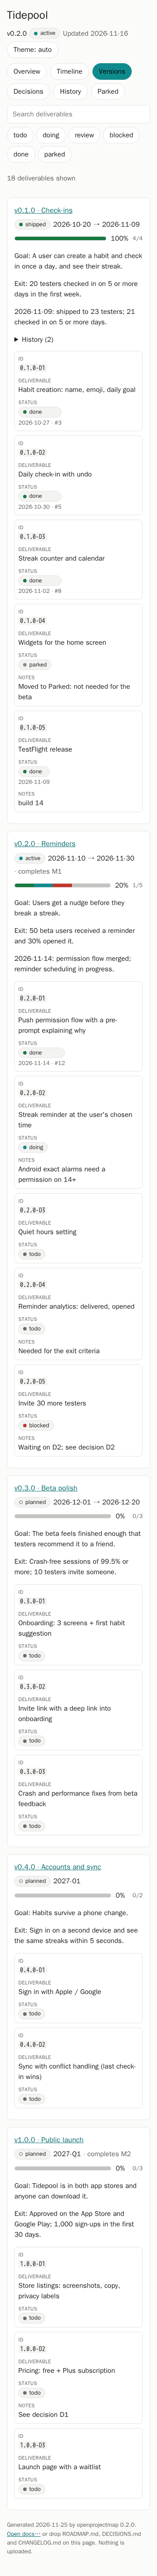 Tidepool
v0.2.0 active Updated 2026-11-16
Theme: auto
Overview Timeline Versions
Decisions History Parked
Search deliverables
todo doing review blocked
done parked
18 deliverables shown
v0.1.0 · Check-ins
shipped 2026-10-20 → 2026-11-09
100% 4/4
Goal: A user can create a habit and check
in once a day, and see their streak.
Exit: 20 testers checked in on 5 or more
days in the first week.
2026-11-09: shipped to 23 testers; 21
checked in on 5 or more days.
▶ History (2)
ID
0.1.0-D1
DELIVERABLE
Habit creation: name, emoji, daily goal
STATUS
done
2026-10-27 · #3
ID
0.1.0-D2
DELIVERABLE
Daily check-in with undo
STATUS
done
2026-10-30 · #5
ID
0.1.0-D3
DELIVERABLE
Streak counter and calendar
STATUS
done
2026-11-02 · #8
ID
0.1.0-D4
DELIVERABLE
Widgets for the home screen
STATUS
parked
NOTES
Moved to Parked: not needed for the
beta
ID
0.1.0-D5
DELIVERABLE
TestFlight release
STATUS
done
2026-11-09
NOTES
build 14
v0.2.0 · Reminders
active 2026-11-10 → 2026-11-30
· completes M1
20% 1/5
Goal: Users get a nudge before they
break a streak.
Exit: 50 beta users received a reminder
and 30% opened it.
2026-11-14: permission flow merged;
reminder scheduling in progress.
ID
0.2.0-D1
DELIVERABLE
Push permission flow with a pre-
prompt explaining why
STATUS
done
2026-11-14 · #12
ID
0.2.0-D2
DELIVERABLE
Streak reminder at the user's chosen
time
STATUS
doing
NOTES
Android exact alarms need a
permission on 14+
ID
0.2.0-D3
DELIVERABLE
Quiet hours setting
STATUS
todo
ID
0.2.0-D4
DELIVERABLE
Reminder analytics: delivered, opened
STATUS
todo
NOTES
Needed for the exit criteria
ID
0.2.0-D5
DELIVERABLE
Invite 30 more testers
STATUS
blocked
NOTES
Waiting on D2; see decision D2
v0.3.0 · Beta polish
planned 2026-12-01 → 2026-12-20
0% 0/3
Goal: The beta feels finished enough that
testers recommend it to a friend.
Exit: Crash-free sessions of 99.5% or
more; 10 testers invite someone.
ID
0.3.0-D1
DELIVERABLE
Onboarding: 3 screens + first habit
suggestion
STATUS
todo
ID
0.3.0-D2
DELIVERABLE
Invite link with a deep link into
onboarding
STATUS
todo
ID
0.3.0-D3
DELIVERABLE
Crash and performance fixes from beta
feedback
STATUS
todo
v0.4.0 · Accounts and sync
planned 2027-01
0% 0/2
Goal: Habits survive a phone change.
Exit: Sign in on a second device and see
the same streaks within 5 seconds.
ID
0.4.0-D1
DELIVERABLE
Sign in with Apple / Google
STATUS
todo
ID
0.4.0-D2
DELIVERABLE
Sync with conflict handling (last check-
in wins)
STATUS
todo
v1.0.0 · Public launch
planned 2027-Q1 · completes M2
0% 0/3
Goal: Tidepool is in both app stores and
anyone can download it.
Exit: Approved on the App Store and
Google Play; 1,000 sign-ups in the first
30 days.
ID
1.0.0-D1
DELIVERABLE
Store listings: screenshots, copy,
privacy labels
STATUS
todo
ID
1.0.0-D2
DELIVERABLE
Pricing: free + Plus subscription
STATUS
todo
NOTES
See decision D1
ID
1.0.0-D3
DELIVERABLE
Launch page with a waitlist
STATUS
todo
Generated 2026-11-25 by openprojectmap 0.2.0.
Open docs… or drop ROADMAP.md, DECISIONS.md
and CHANGELOG.md on this page. Nothing is
uploaded.